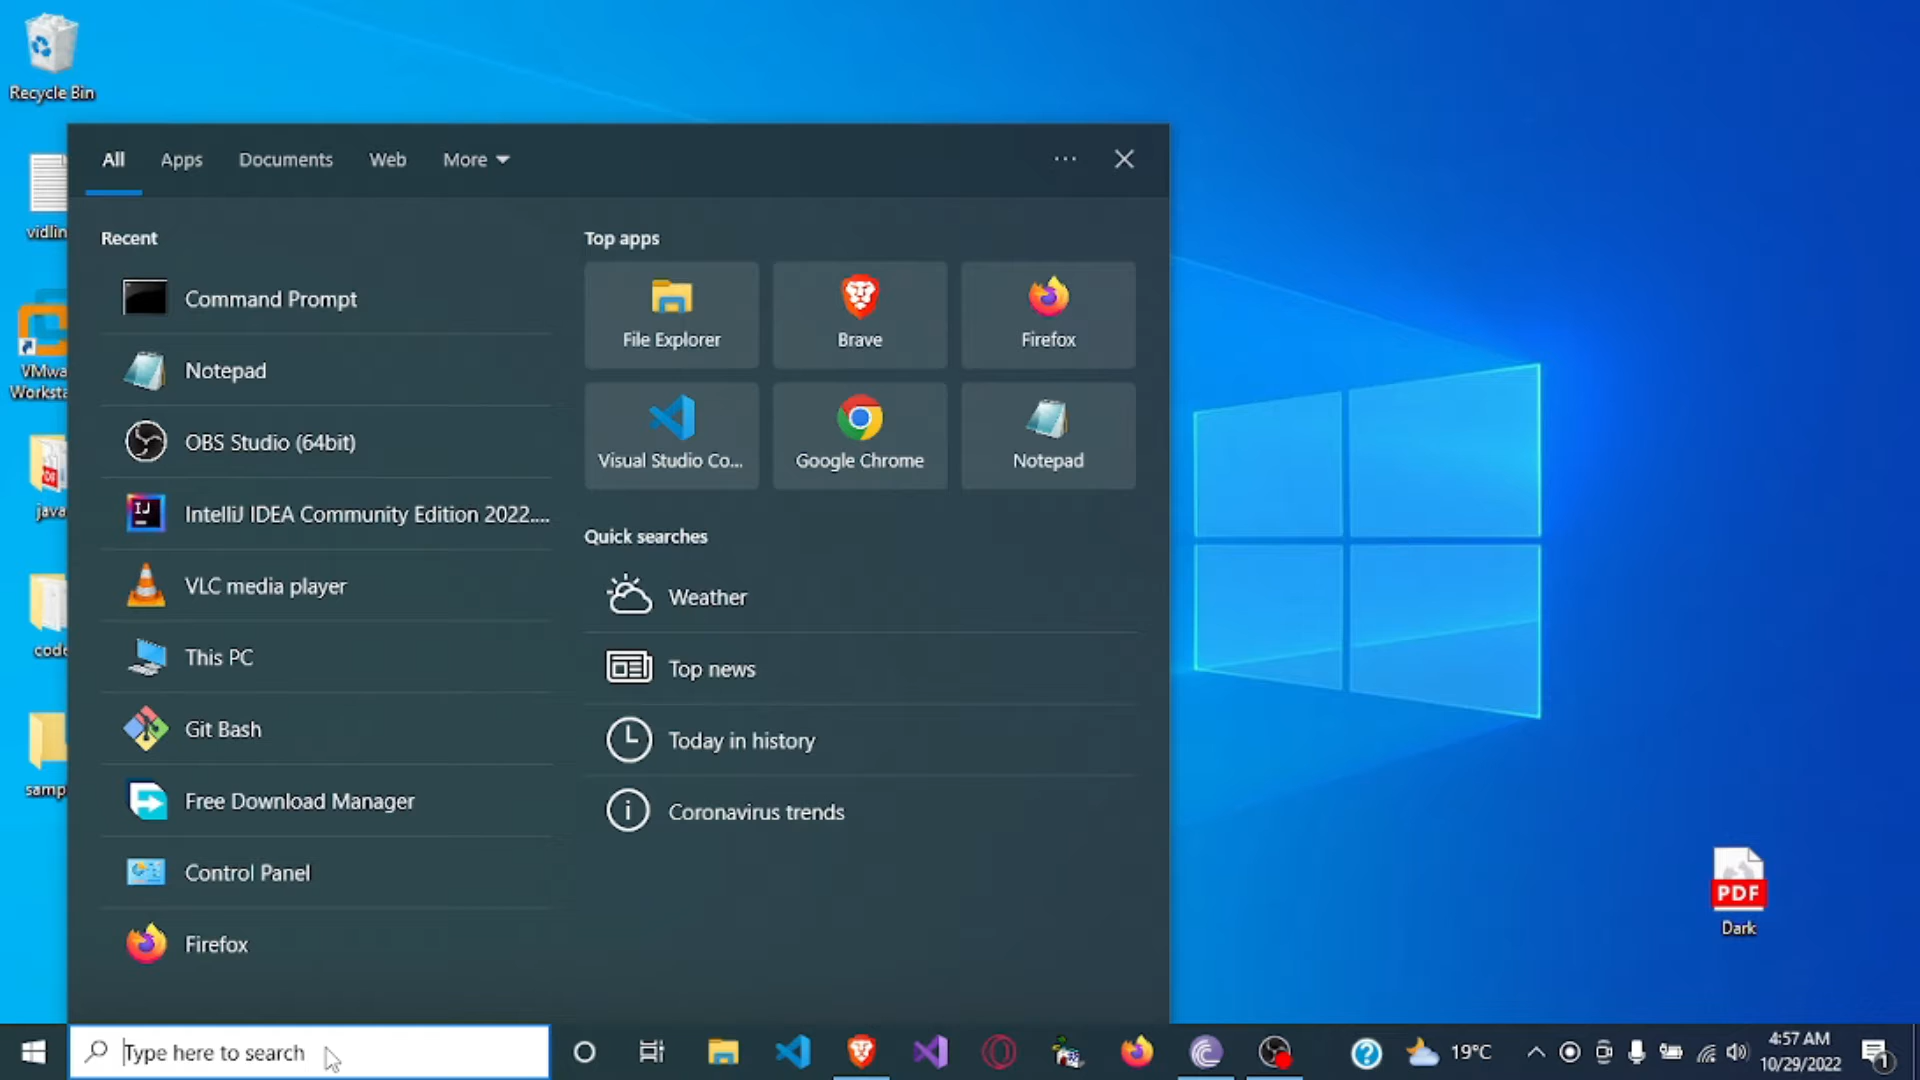 Recycle Bin
vidlin
VMwa
Worksta
java
code
samp
All
Apps
Documents
Web
More
Recent
Command Prompt
Notepad
OBS Studio (64bit)
IJ
IntelliJ IDEA Community Edition 2022....
VLC media player
This PC
Git Bash
Free Download Manager
Control Panel
Firefox
Top apps
File Explorer
Brave
Firefox
Visual Studio Co...
Google Chrome
Notepad
Quick searches
Weather
Top news
Today in history
Coronavirus trends
PDF
Dark
Type here to search
19°C
4:57 AM
10/29/2022
1